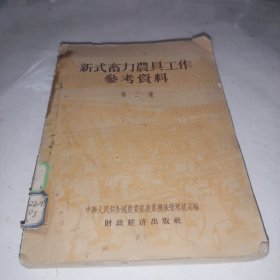 新式畜力農具工作
參考資料
第二輯
中華人民共和國農業部農業機械管理總局編
財政經濟出版社